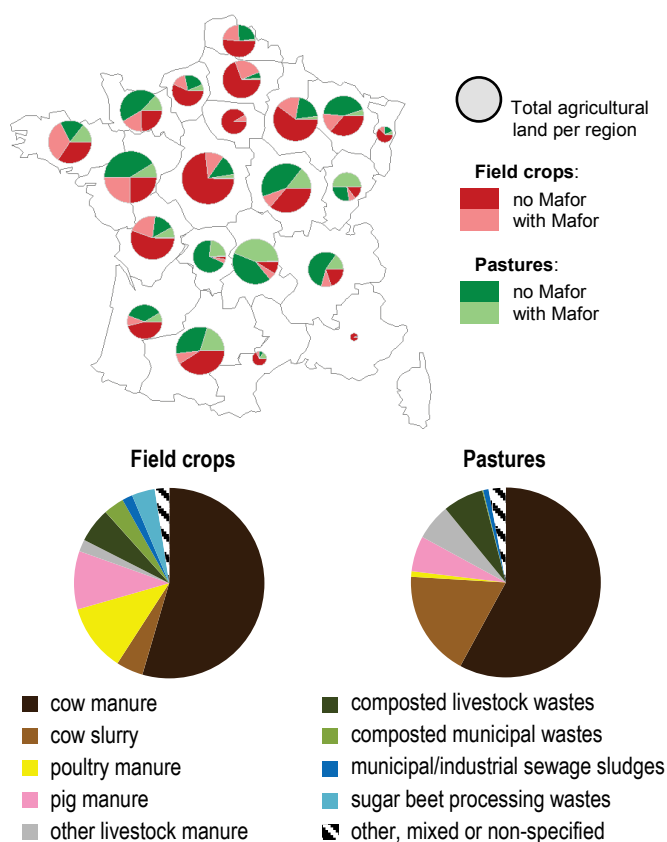 Total agricultural
land per region
Field crops:
no Mafor
with Mafor
Pastures:
no Mafor
with Mafor
Field crops
Pastures
cow manure
cow slurry
poultry manure
pig manure
other livestock manure
composted livestock wastes
composted municipal wastes
municipal/industrial sewage sludges
sugar beet processing wastes
other, mixed or non-specified